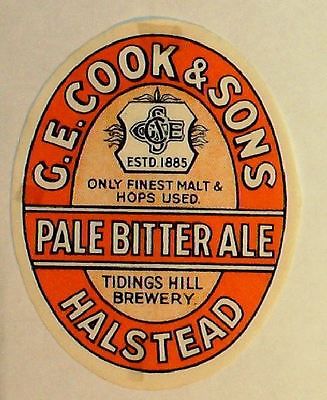 G. E. COOK & SONS
ESTD. 1885
ONLY FINEST MALT &
HOPS USED.
PALE BITTER ALE
TIDINGS HILL
BREWERY.
HALSTEAD